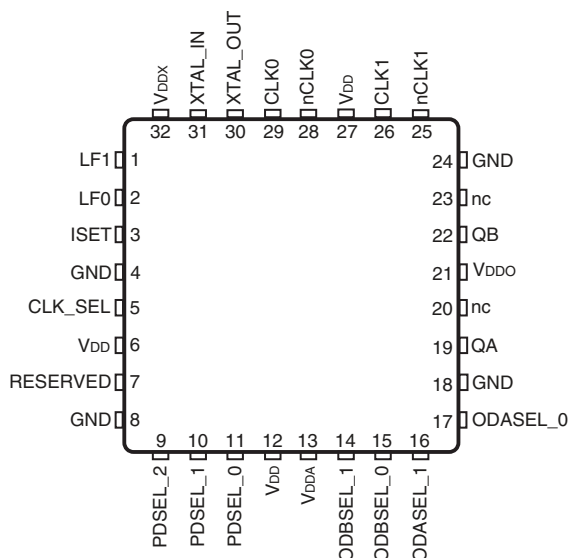 VDDX
XTAL_IN
XTAL_OUT
CLK0
nCLK0
VDD
CLK1
nCLK1
32 31 30 29 28 27 26 25
LF1 1
LF0 2
ISET 3
GND 4
CLK_SEL 5
VDD 6
RESERVED 7
GND 8
24 GND
23 nc
22 QB
21 VDDO
20 nc
19 QA
18 GND
17 ODASEL_0
9 10 11 12 13 14 15 16
PDSEL_2
PDSEL_1
PDSEL_0
VDD
VDDA
ODBSEL_1
ODBSEL_0
ODASEL_1